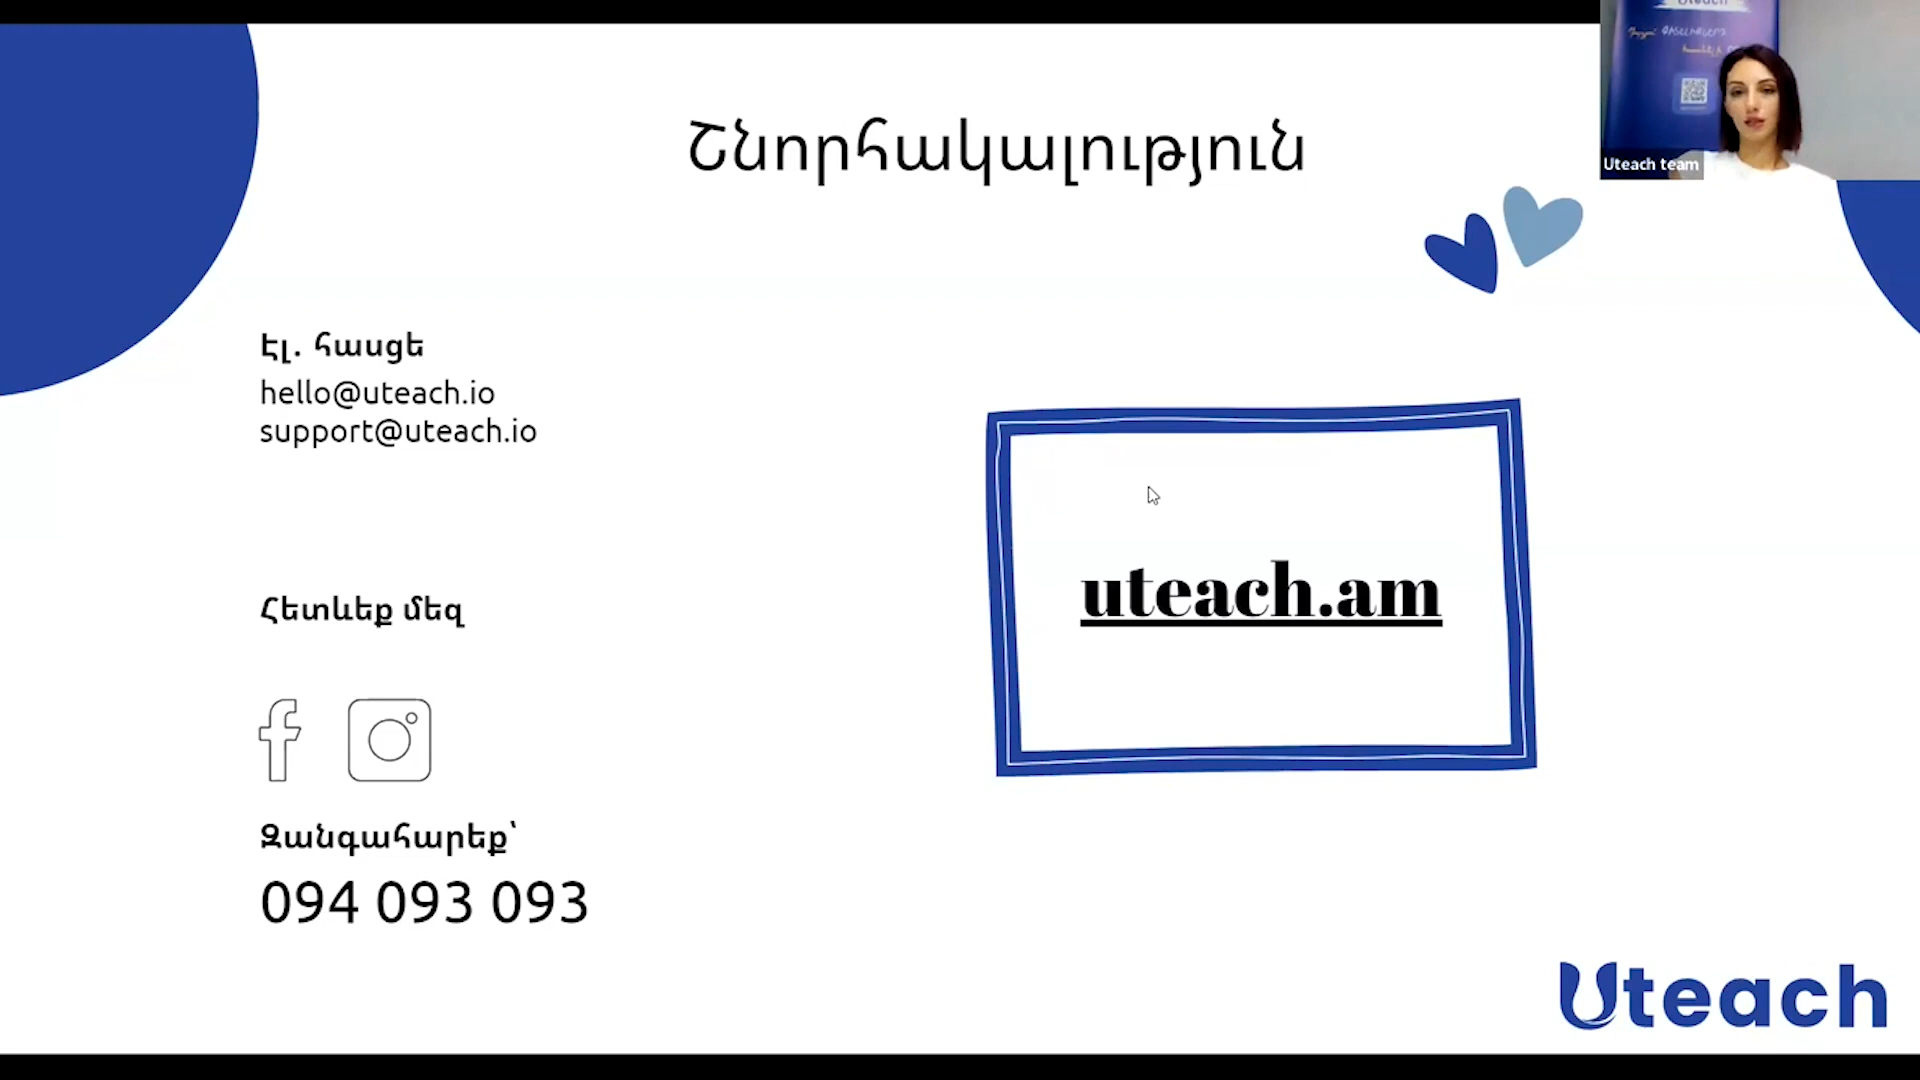 Շնորհակալություն
Uteach
Uteach team
էլ. հասցե
hello@uteach.io
support@uteach.io
uteach.am
Հետևեք մեզ
Զանգահարեք՝
094 093 093
Uteach